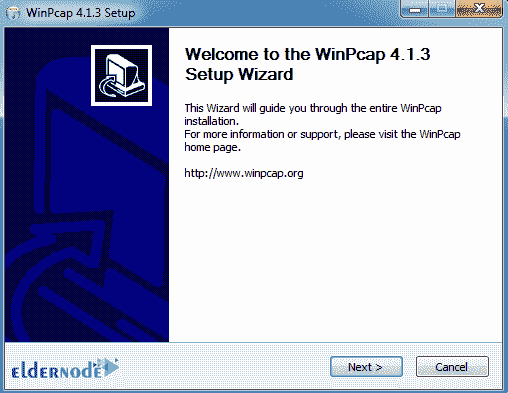 WinPcap 4.1.3 Setup
Welcome to the WinPcap 4.1.3
Setup Wizard
This Wizard will guide you through the entire WinPcap
installation.
For more information or support, please visit the WinPcap
home page.
http://www.winpcap.org
eldernode
Next >
Cancel